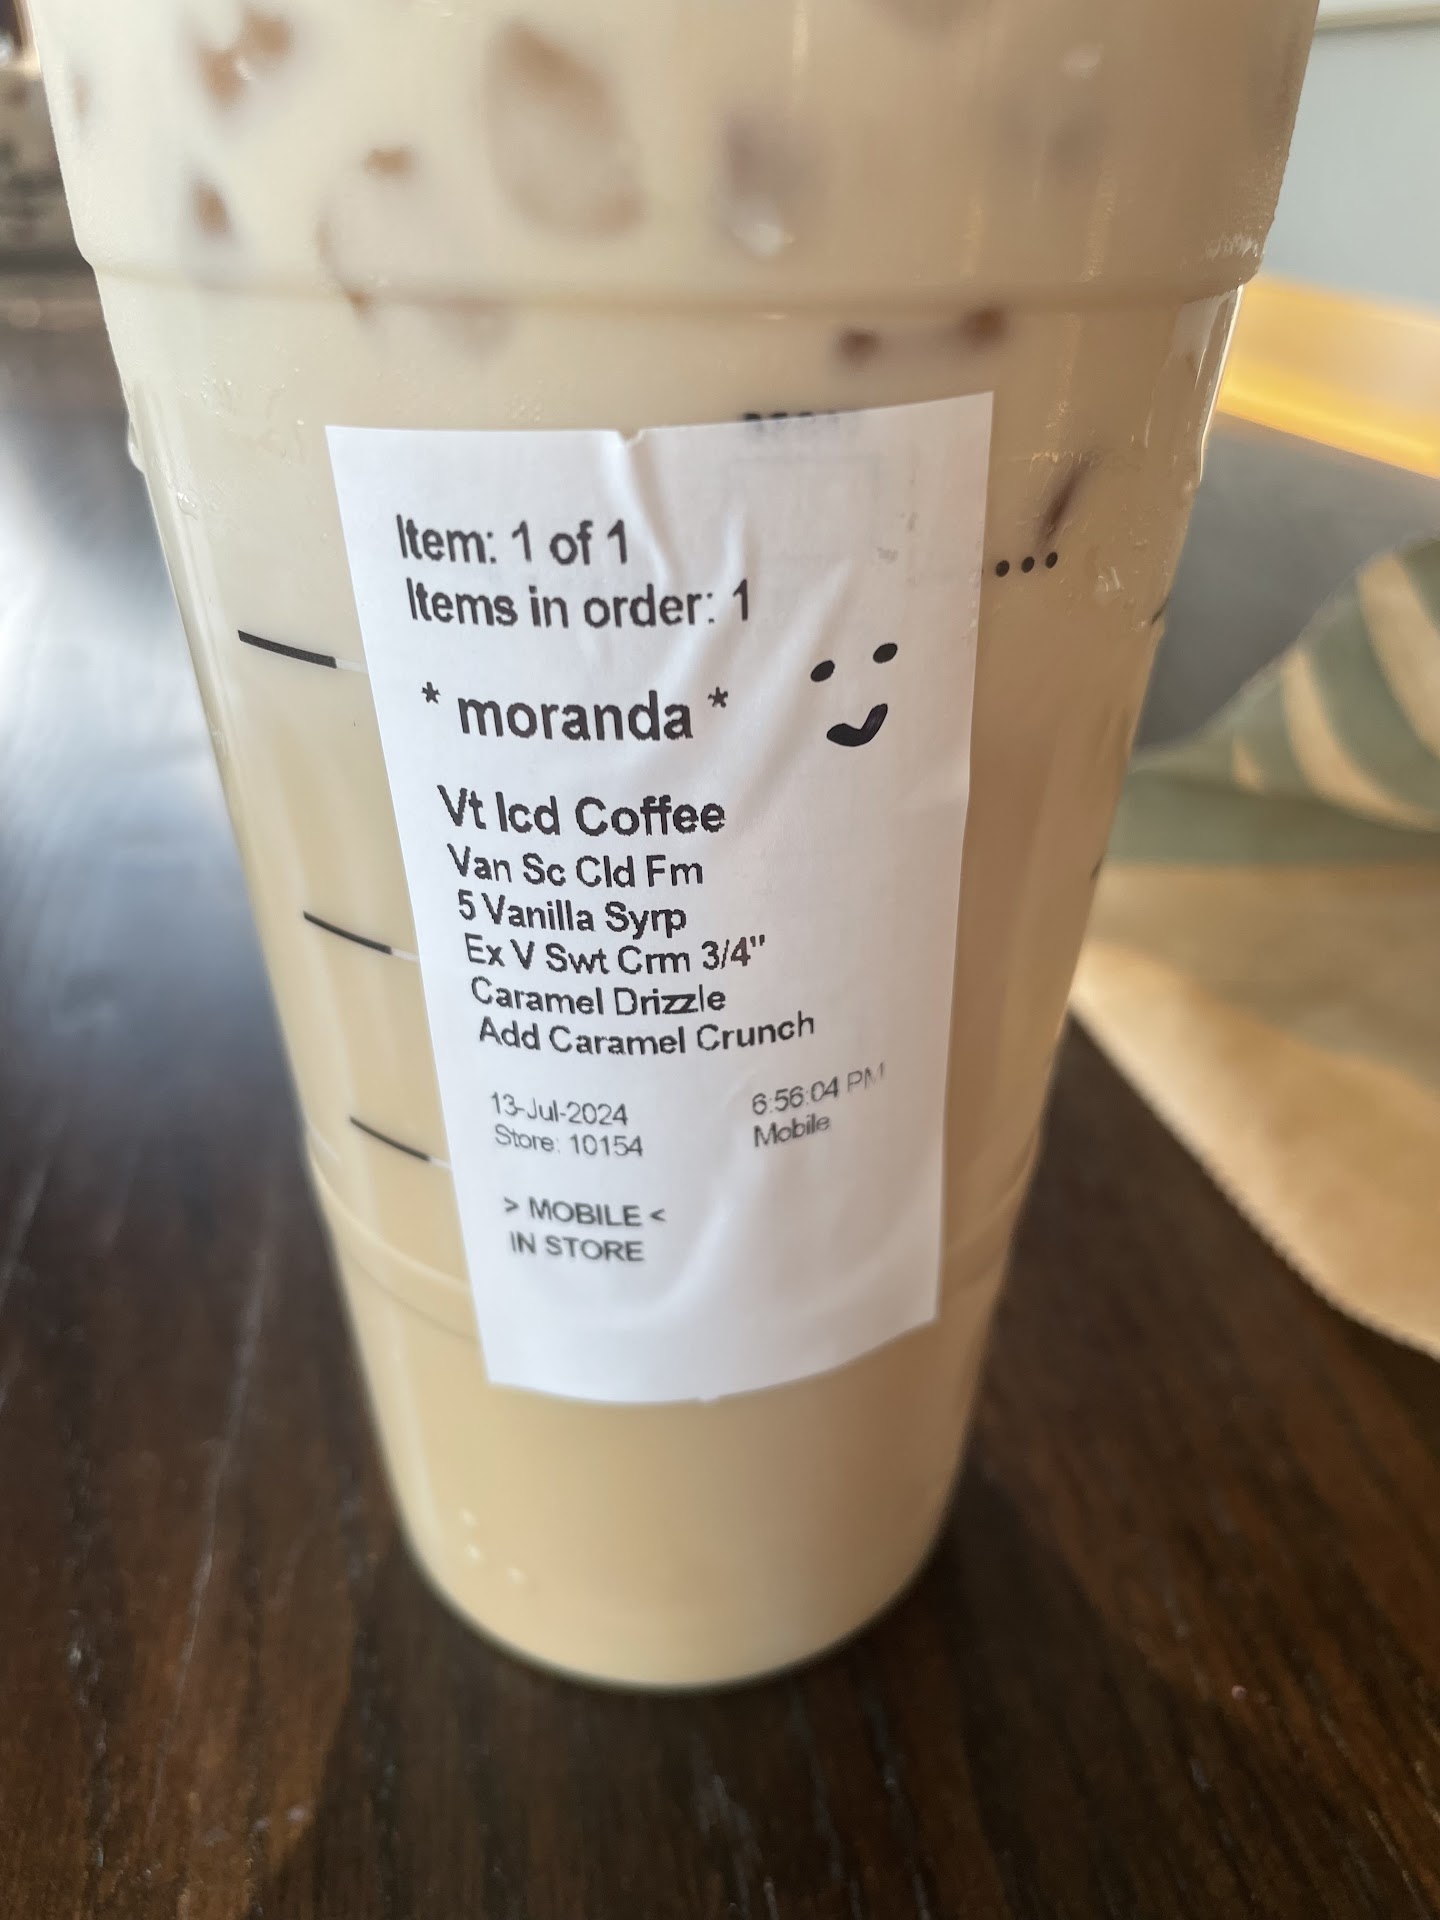 Item: 1 of 1
Items in order: 1
* moranda *
Vt Icd Coffee
Van Sc Cld Fm
5 Vanilla Syrp
Ex V Swt Crm 3/4"
Caramel Drizzle
Add Caramel Crunch
13-Jul-2024 6:56:04 PM
Store: 10154 Mobile
> MOBILE <
IN STORE